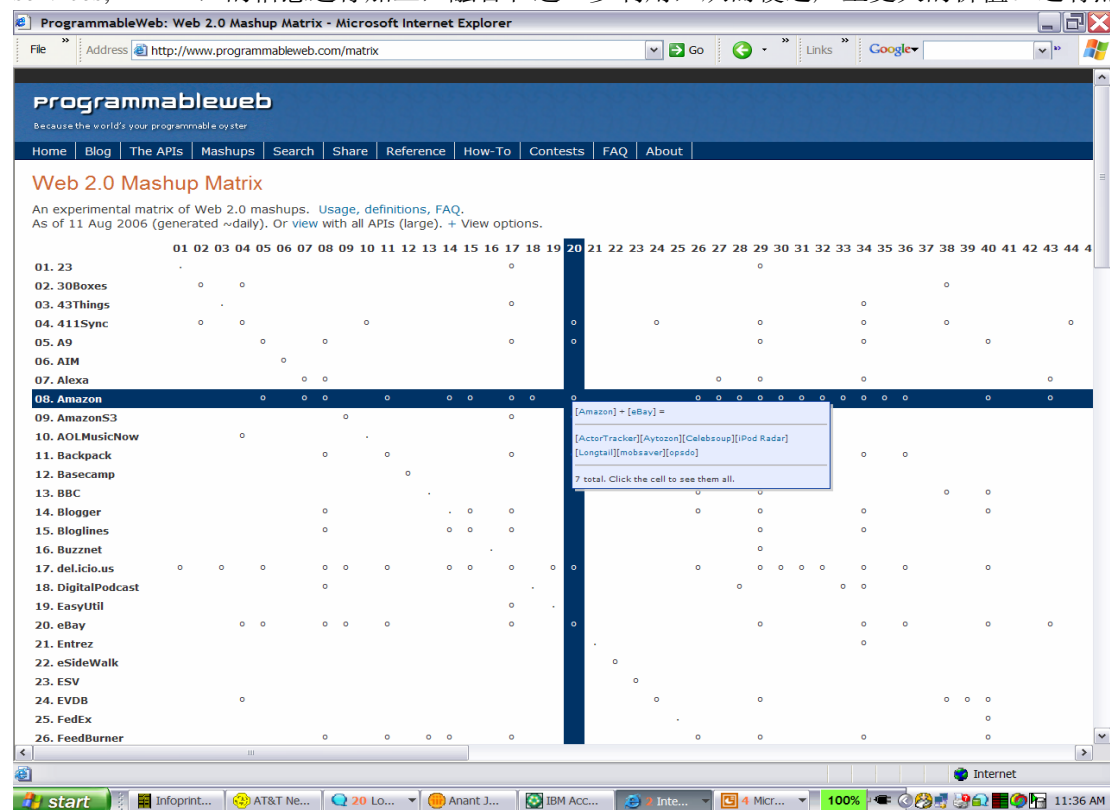 ProgrammableWeb: Web 2.0 Mashup Matrix - Microsoft Internet Explorer
File » Address http://www.programmableweb.com/matrix Go » Links » Google »
programmableweb
Because the world's your programmable oyster
Home Blog The APIs Mashups Search Share Reference How-To Contests FAQ About
Web 2.0 Mashup Matrix
An experimental matrix of Web 2.0 mashups. Usage, definitions, FAQ.
As of 11 Aug 2006 (generated ~daily). Or view with all APIs (large). + View options.
01 02 03 04 05 06 07 08 09 10 11 12 13 14 15 16 17 18 19 20 21 22 23 24 25 26 27 28 29 30 31 32 33 34 35 36 37 38 39 40 41 42 43 44 4
01. 23
02. 30Boxes
03. 43Things
04. 411Sync
05. A9
06. AIM
07. Alexa
08. Amazon
09. AmazonS3
10. AOLMusicNow
11. Backpack
12. Basecamp
13. BBC
14. Blogger
15. Bloglines
16. Buzznet
17. del.icio.us
18. DigitalPodcast
19. EasyUtil
20. eBay
21. Entrez
22. eSideWalk
23. ESV
24. EVDB
25. FedEx
26. FeedBurner
[Amazon] + [eBay] =
[ActorTracker][Aytozon][Celebsoup][iPod Radar]
[Longtail][mobsaver][opsdo]
7 total. Click the cell to see them all.
Internet
start Infoprint... AT&T Ne... 20 Lo... Anant J... IBM Acc... 2 Inte... 4 Micr... 100% 11:36 AM